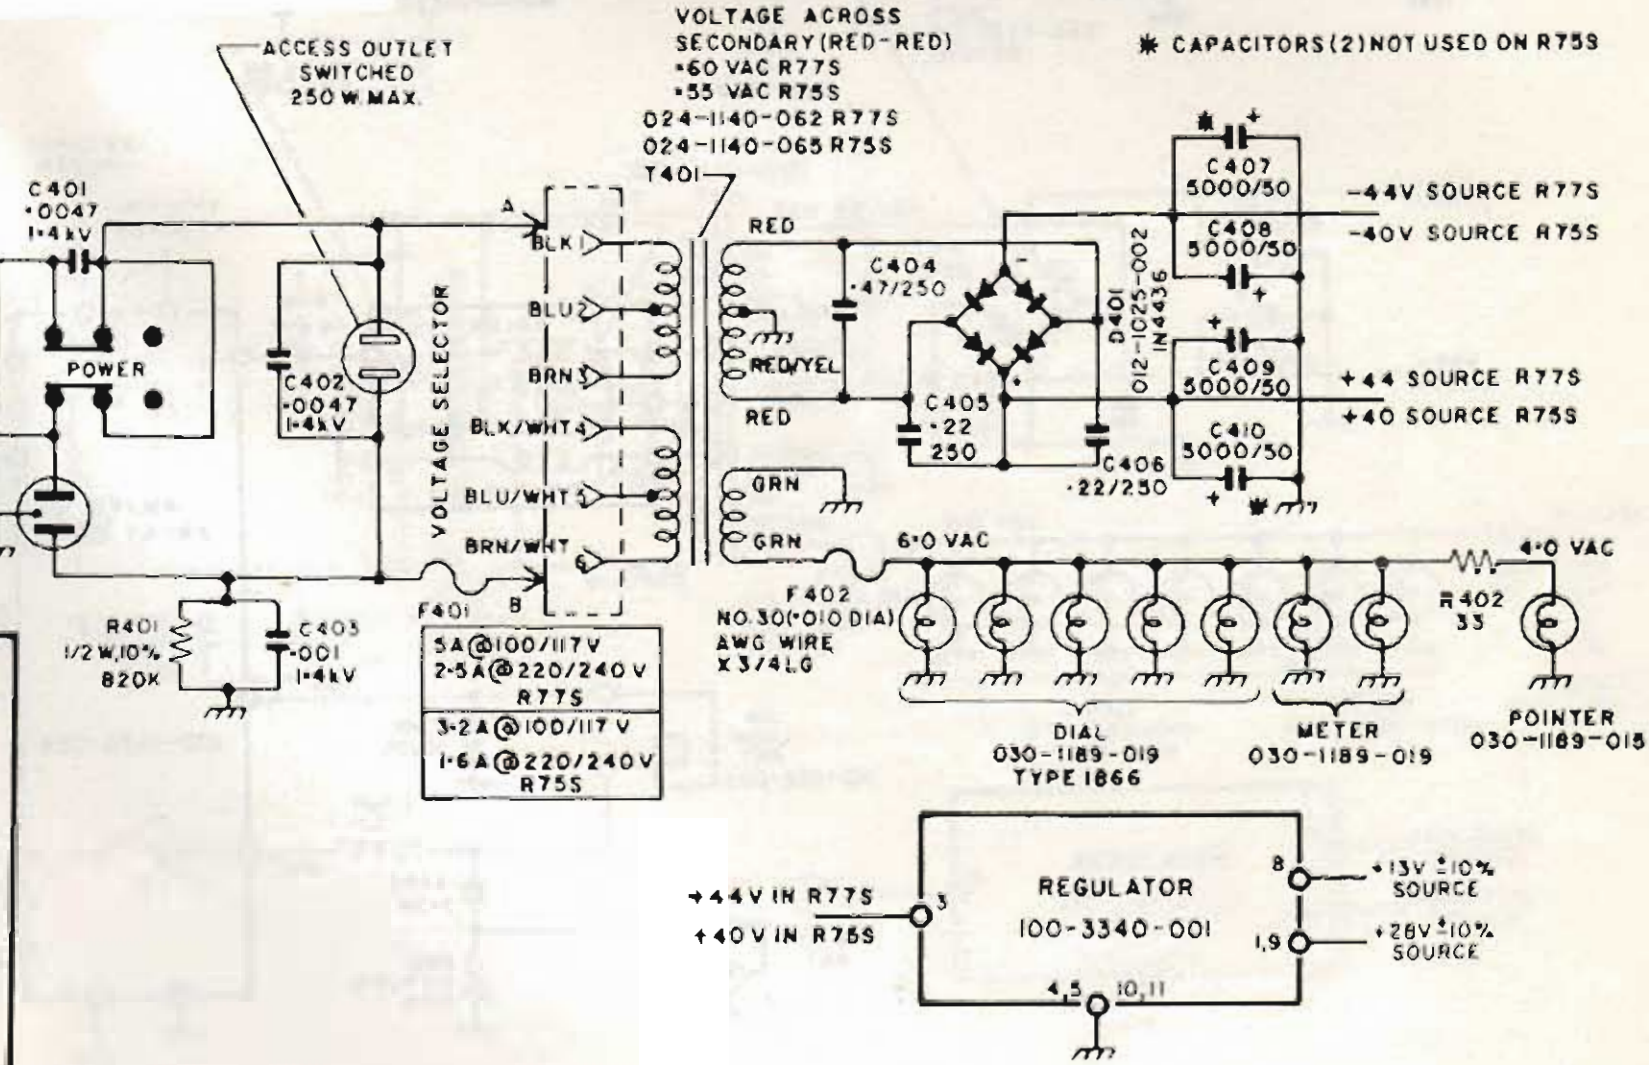 ACCESS OUTLET
SWITCHED
250 W.MAX.
VOLTAGE ACROSS
SECONDARY (RED-RED)
•60 VAC R77S
•55 VAC R75S
024-1140-062 R77S
024-1140-065 R75S
T401
* CAPACITORS(2)NOT USED ON R75S
C401
.0047
1.4kV
POWER
C402
.0047
1.4kV
VOLTAGE SELECTOR
A
BLK 1
BLU 2
BRN 3
BLK/WHT 4
BLU/WHT 5
BRN/WHT
6
B
RED
RED/YEL
RED
GRN
GRN
C404
.47/250
C405
.22
250
C406
.22/250
-
+
D401
012-1025-002
IN4436
* +
C407
5000/50
C408
5000/50
+
+
C409
5000/50
C410
5000/50
+ *
-44V SOURCE R77S
-40V SOURCE R75S
+44 SOURCE R77S
+40 SOURCE R75S
R401
1/2 W,10%
820K
C403
.001
1.4kV
F401
5A@100/117V
2.5A@220/240V
R77S
3.2A@100/117V
1.6A@220/240V
R75S
F402
NO.30(.010 DIA)
AWG WIRE
X 3/4LG
6.0 VAC
R402
33
4.0 VAC
DIAL
030-1189-019
TYPE 1866
METER
030-1189-019
POINTER
030-1189-015
+44V IN R77S
+40V IN R75S
3
REGULATOR
100-3340-001
8
+13V ±10%
SOURCE
1,9
+28V ±10%
SOURCE
4,5
10,11